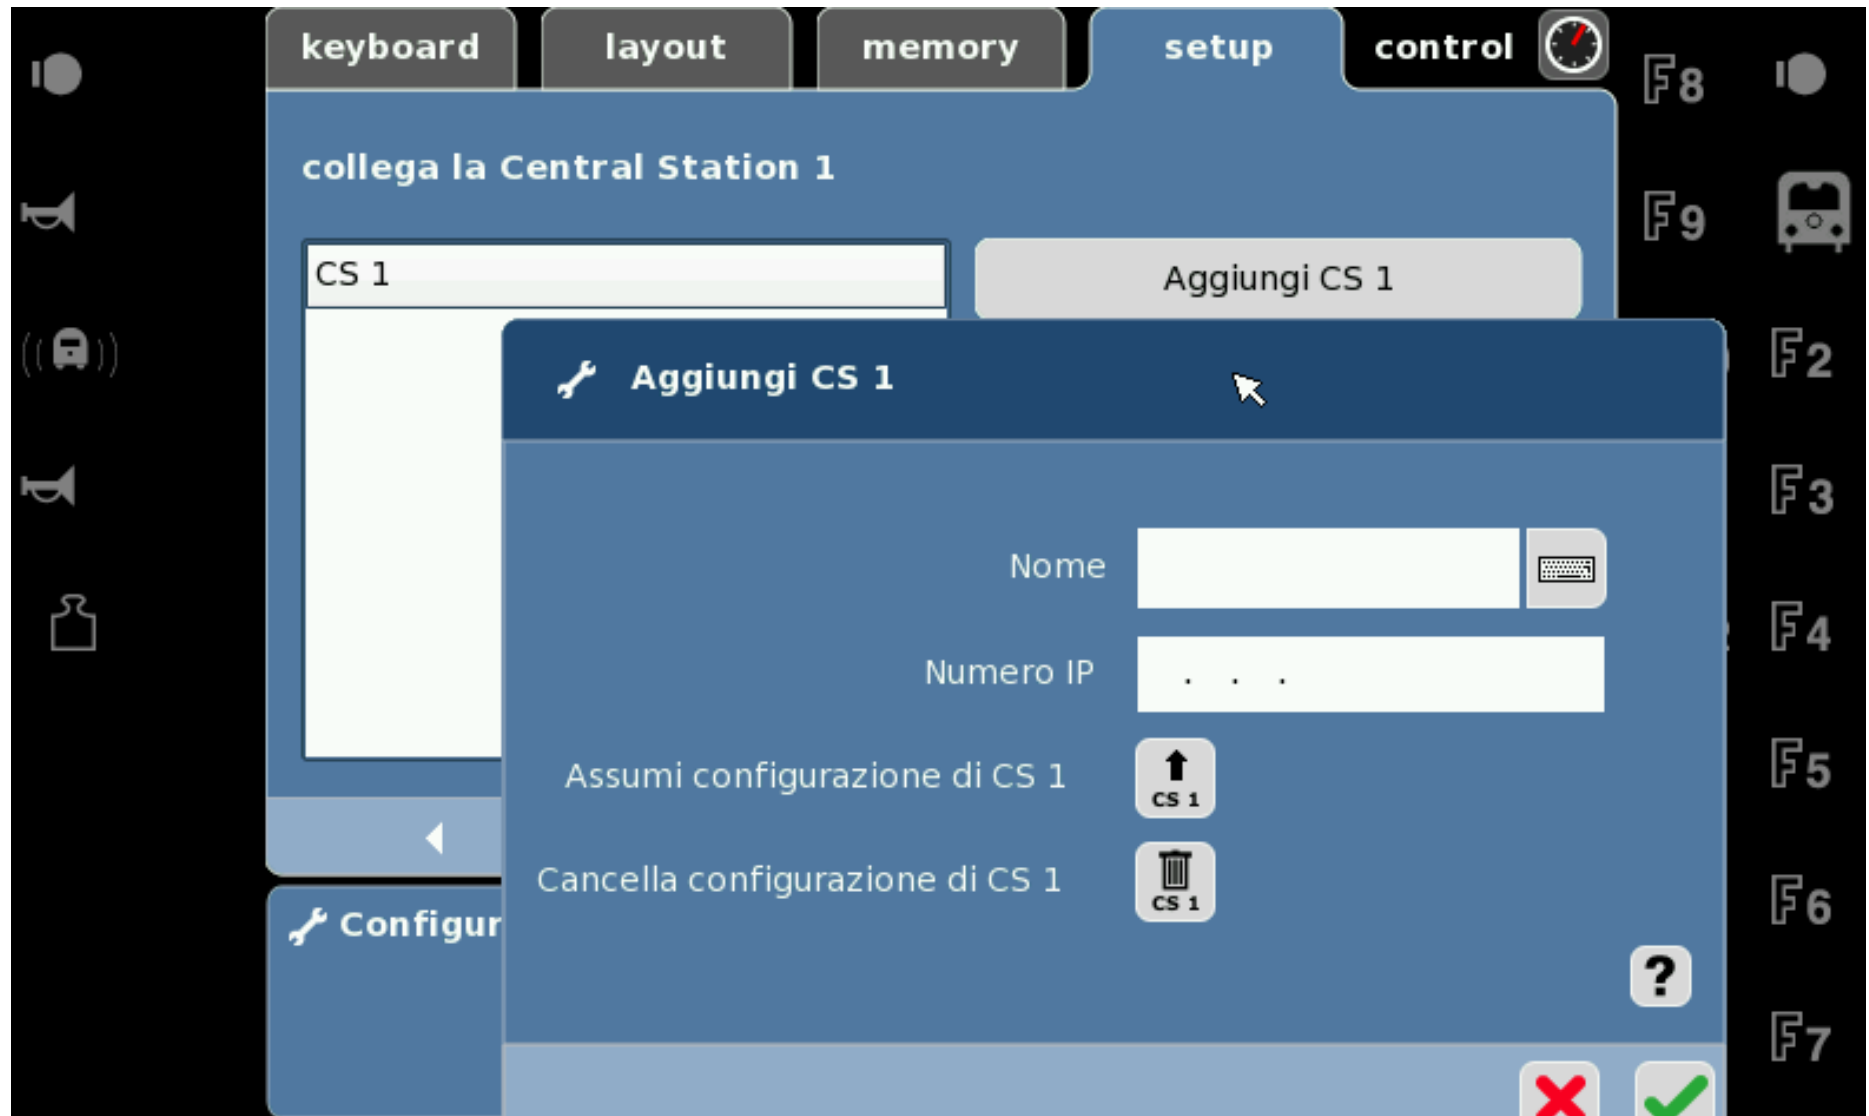 keyboard layout memory setup control
F8
collega la Central Station 1
F9
CS 1
Aggiungi CS 1
F2
Aggiungi CS 1
F3
Nome
F4
Numero IP . . .
F5
Assumi configurazione di CS 1
CS 1
Cancella configurazione di CS 1
CS 1
F6
Configur
?
F7